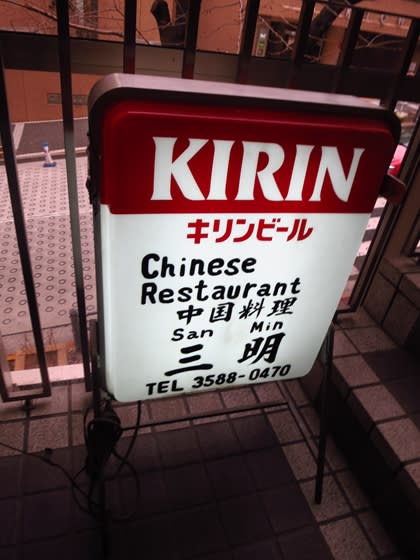 KIRIN
キリンビール
Chinese
Restaurant
中国料理
San Min
三明
TEL 3588-0470